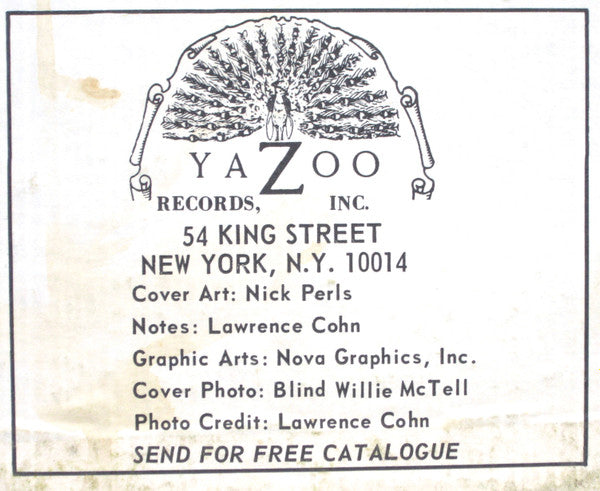 YAZOO
RECORDS, INC.
54 KING STREET
NEW YORK, N.Y. 10014
Cover Art: Nick Perls
Notes: Lawrence Cohn
Graphic Arts: Nova Graphics, Inc.
Cover Photo: Blind Willie McTell
Photo Credit: Lawrence Cohn
SEND FOR FREE CATALOGUE